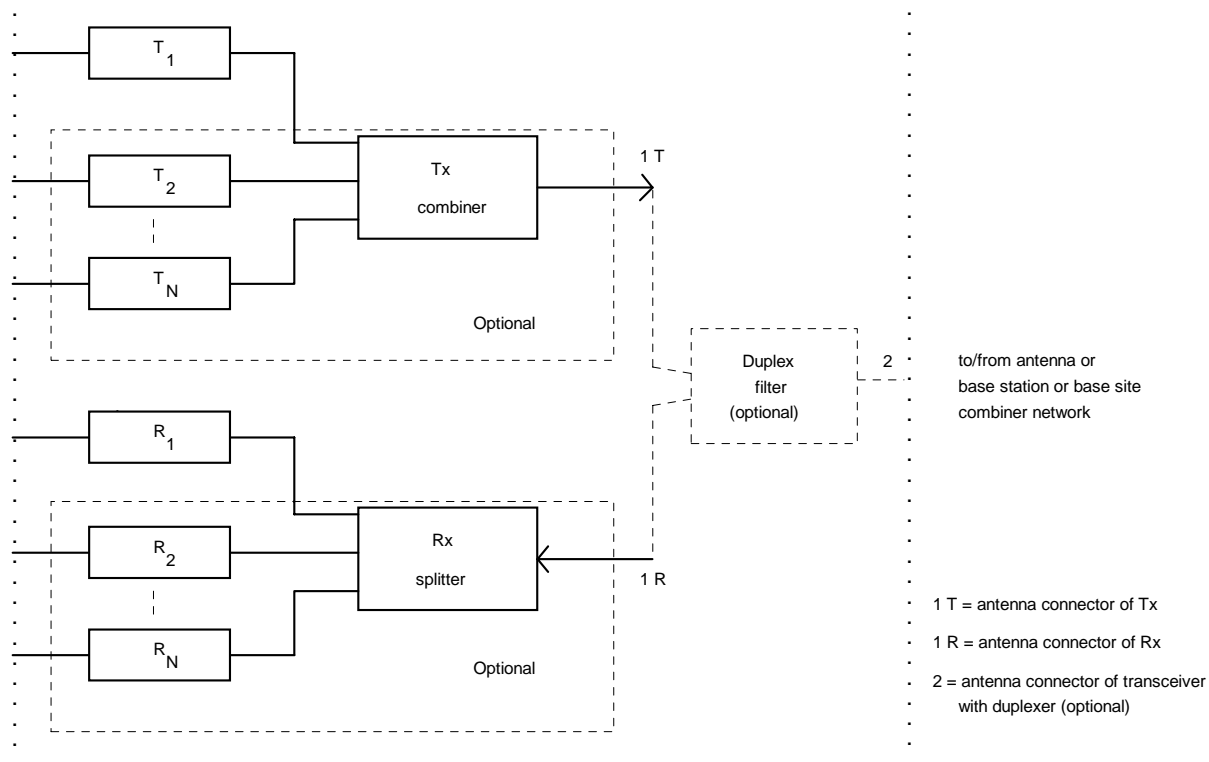 T1
T2
TN
Tx
combiner
Optional
1 T
Duplex
filter
(optional)
2
to/from antenna or
base station or base site
combiner network
R1
R2
RN
Rx
splitter
Optional
1 R
1 T = antenna connector of Tx
1 R = antenna connector of Rx
2 = antenna connector of transceiver
with duplexer (optional)